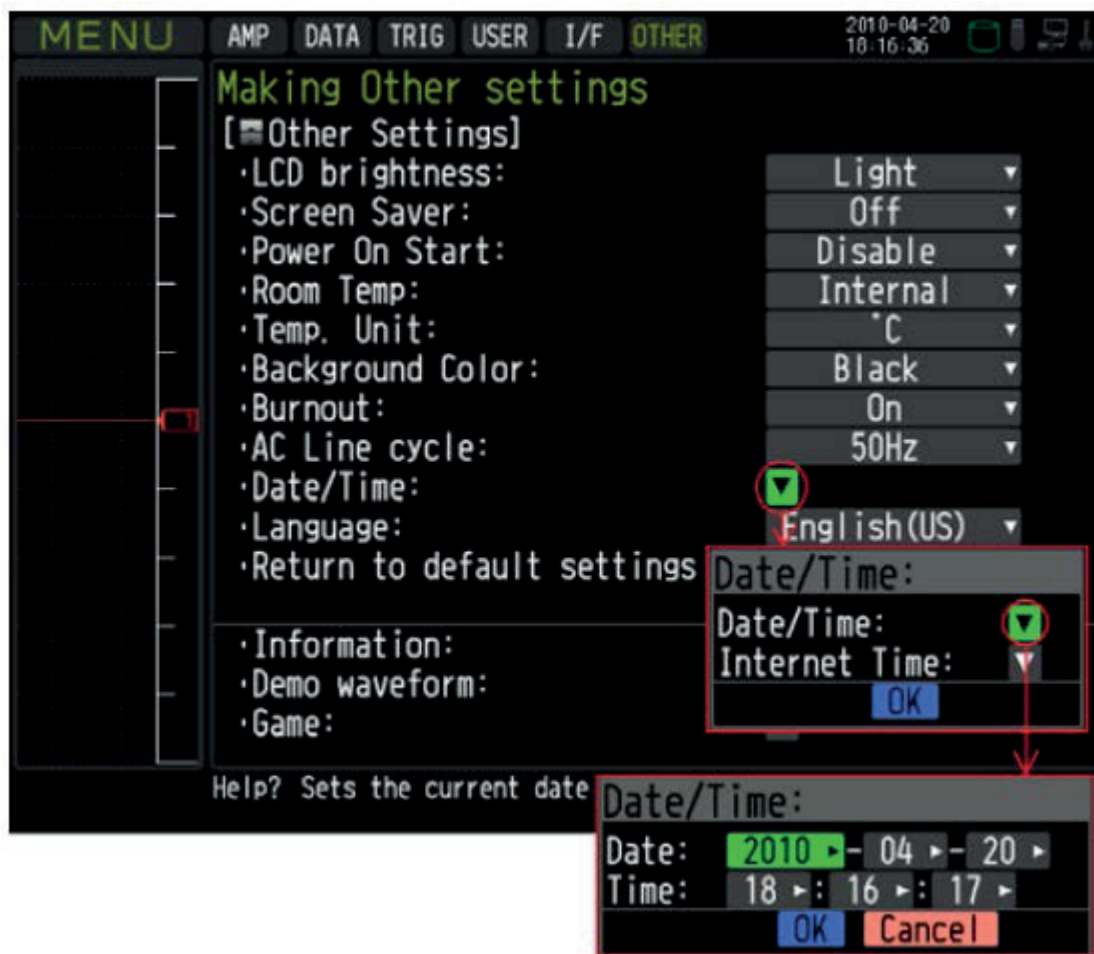 MENU AMP DATA TRIG USER I/F OTHER 2010-04-20
18:16:36
Making Other settings
[Other Settings]
·LCD brightness: Light ▼
·Screen Saver: Off ▼
·Power On Start: Disable ▼
·Room Temp: Internal ▼
·Temp. Unit: °C ▼
·Background Color: Black ▼
·Burnout: On ▼
1
·AC Line cycle: 50Hz ▼
·Date/Time: ▼
·Language: English(US) ▼
·Return to default settings
Date/Time:
Date/Time: ▼
Internet Time: ▼
OK
·Information:
·Demo waveform:
·Game:
Help? Sets the current date
Date/Time:
Date: 2010 ►- 04 ►- 20 ►
Time: 18 ►: 16 ►: 17 ►
OK Cancel